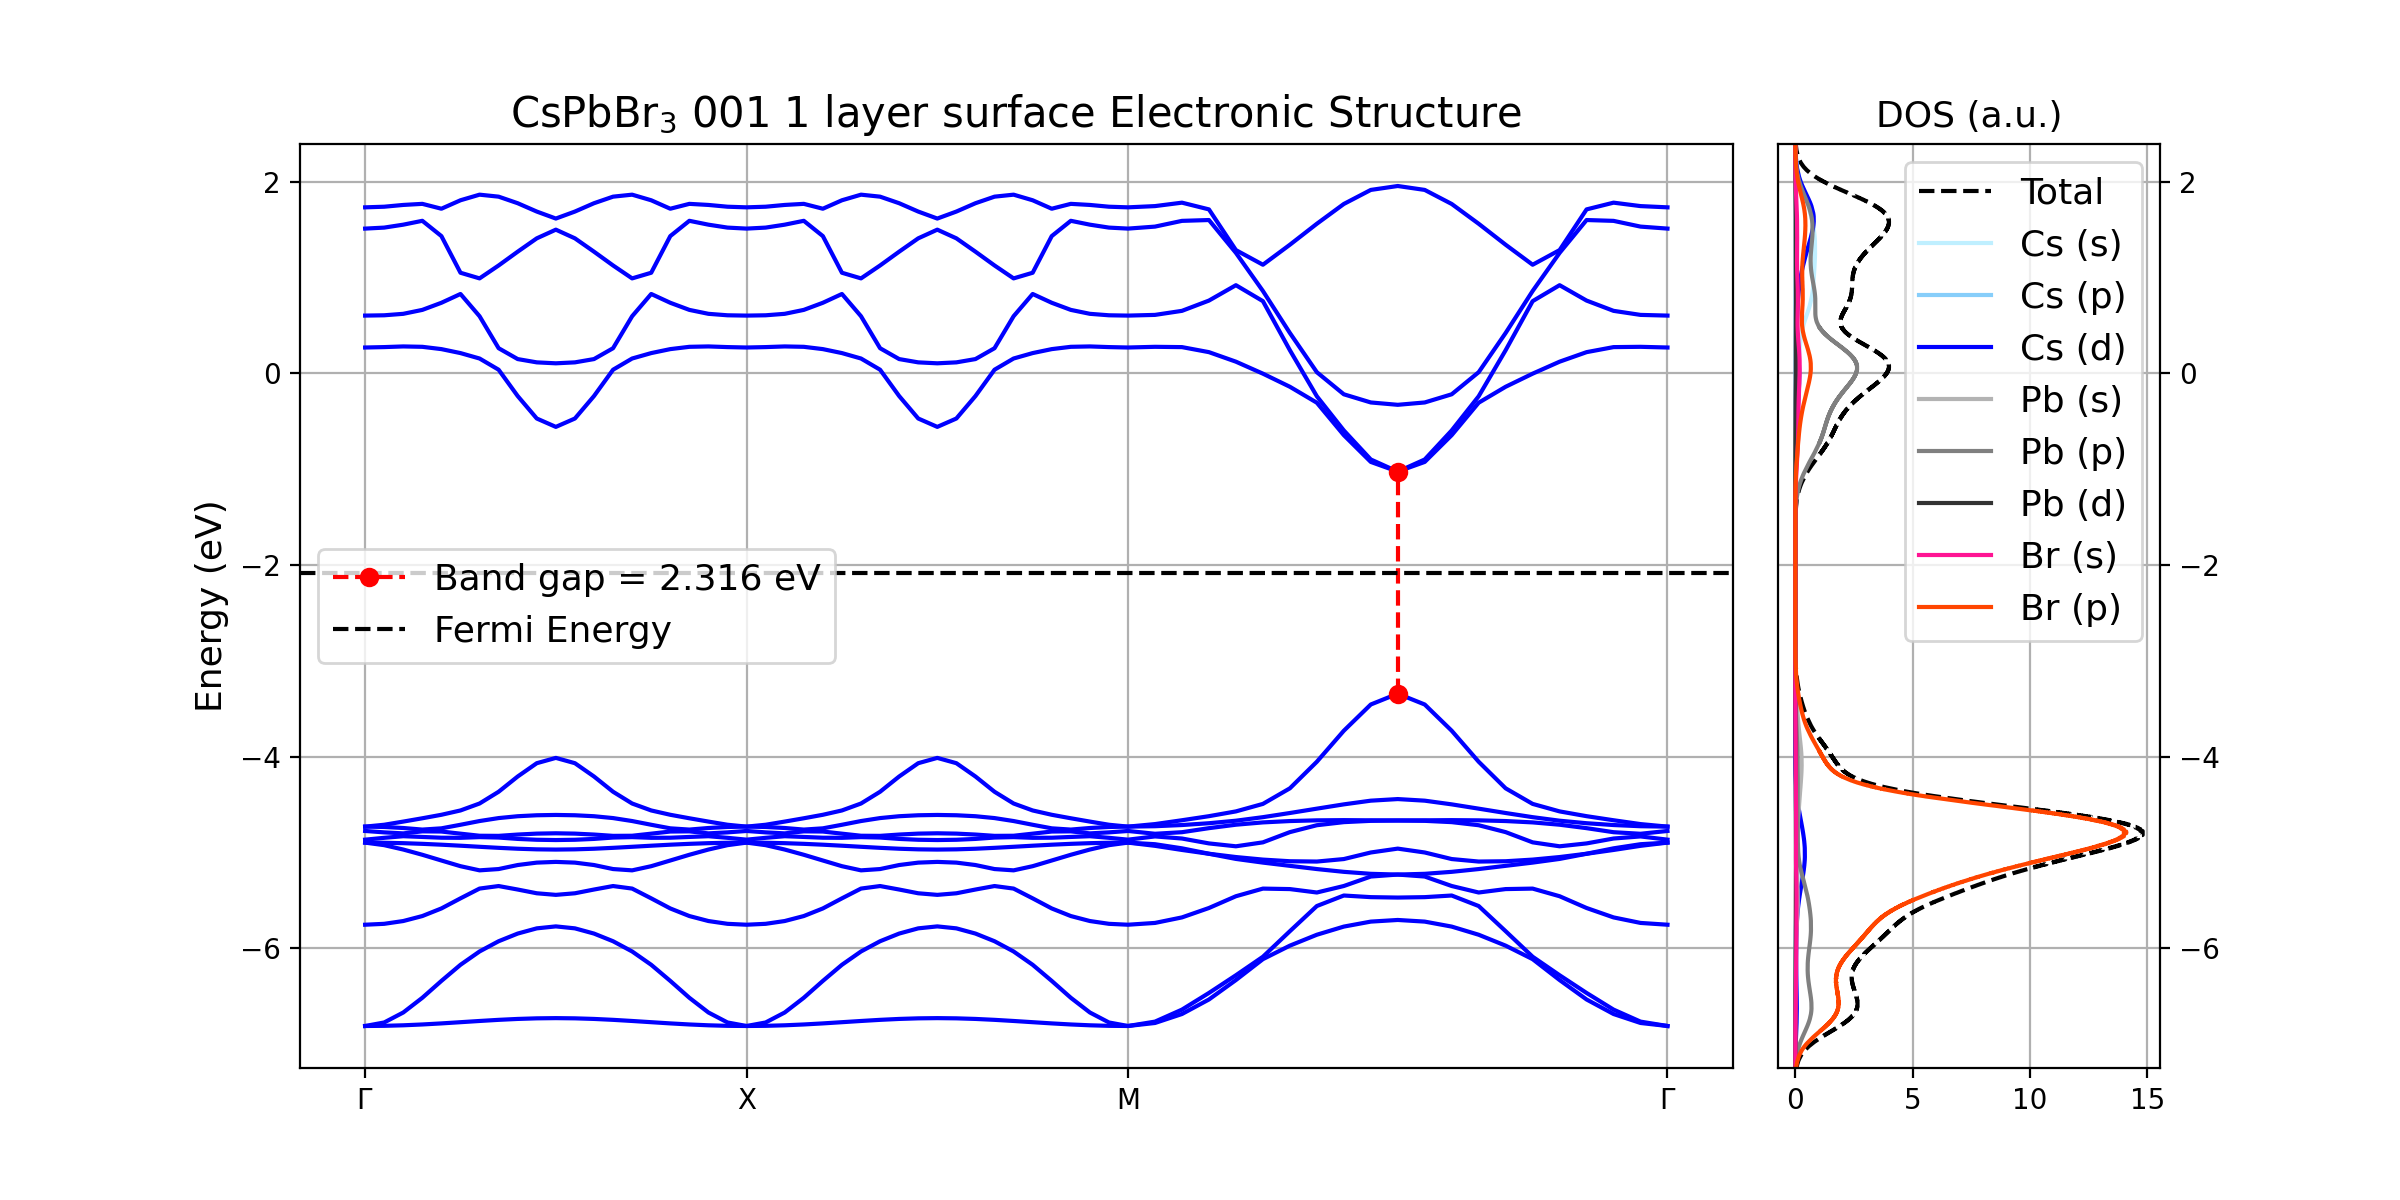 CsPbBr₃ 001 1 layer surface Electronic Structure
DOS (a.u.)
Energy (eV)
2
0
−2
−4
−6
Band gap = 2.316 eV
Fermi Energy
Γ X M Γ
Total
Cs (s)
Cs (p)
Cs (d)
Pb (s)
Pb (p)
Pb (d)
Br (s)
Br (p)
2
0
−2
−4
−6
0 5 10 15